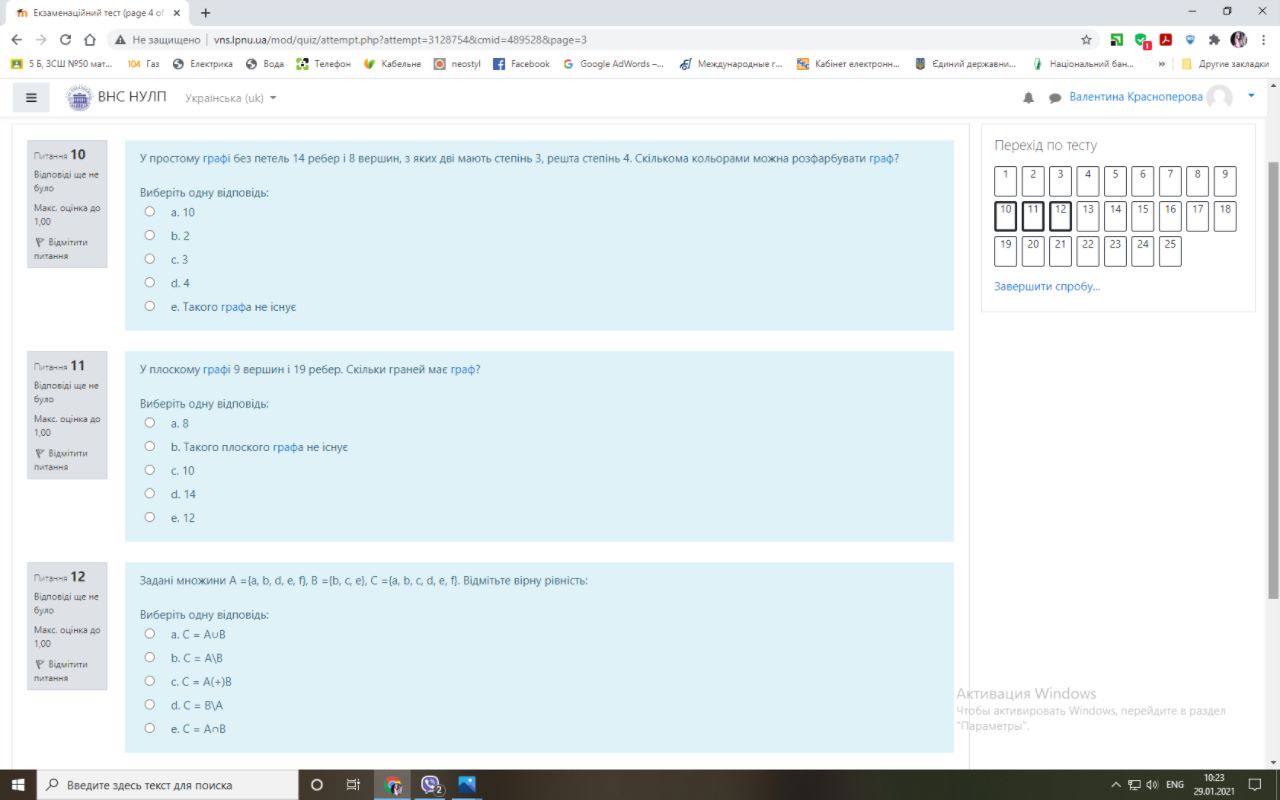 Екзаменаційний тест (page 4 of
Не защищено | vns.lpnu.ua/mod/quiz/attempt.php?attempt=3128754&cmid=489528&page=3
5 Б, ЗСШ №50 мат...
104 Газ
Електрика
Вода
Телефон
Кабельне
neostyl
Facebook
Google AdWords –...
Международные г...
Кабінет електронн...
Єдиний державни...
Національний бан...
»
Другие закладки
ВНС НУЛП
Українська (uk)
Валентина Красноперова
Питання 10
Відповіді ще не
було
Макс. оцінка до
1,00
Відмітити
питання
У простому графі без петель 14 ребер і 8 вершин, з яких дві мають степінь 3, решта степінь 4. Скількома кольорами можна розфарбувати граф?
Виберіть одну відповідь:
a. 10
b. 2
c. 3
d. 4
e. Такого графа не існує
Питання 11
Відповіді ще не
було
Макс. оцінка до
1,00
Відмітити
питання
У плоскому графі 9 вершин і 19 ребер. Скільки граней має граф?
Виберіть одну відповідь:
a. 8
b. Такого плоского графа не існує
c. 10
d. 14
e. 12
Питання 12
Відповіді ще не
було
Макс. оцінка до
1,00
Відмітити
питання
Задані множини A ={a, b, d, e, f}, B ={b, c, e}, C ={a, b, c, d, e, f}. Відмітьте вірну рівність:
Виберіть одну відповідь:
a. C = A∪B
b. C = A\B
c. C = A(+)B
d. C = B\A
e. C = A∩B
Перехід по тесту
1 2 3 4 5 6 7 8 9
10 11 12 13 14 15 16 17 18
19 20 21 22 23 24 25
Завершити спробу...
Активация Windows
Чтобы активировать Windows, перейдите в раздел
"Параметры".
Введите здесь текст для поиска
2
ENG
10:23
29.01.2021